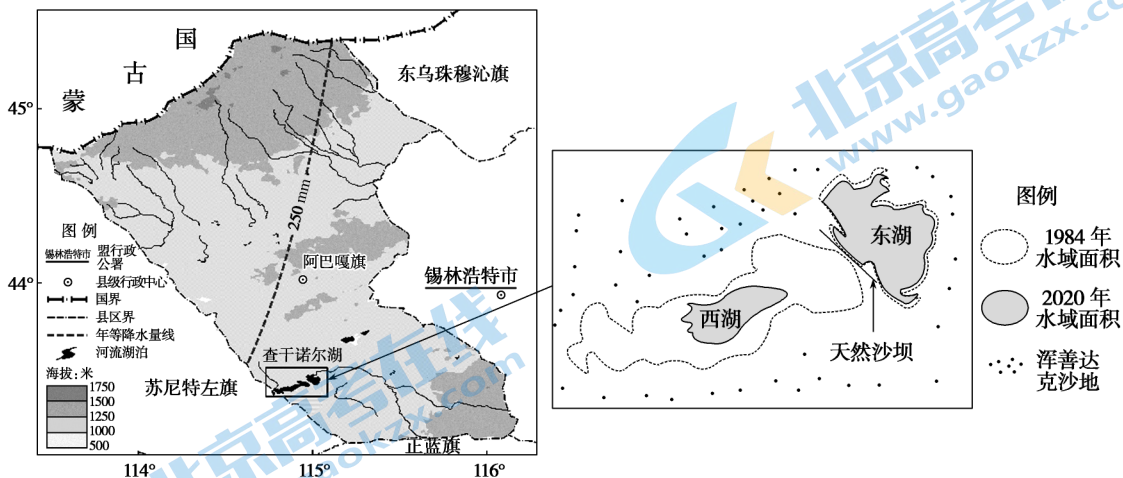 蒙
古
国
东乌珠穆沁旗
45°
250 mm
图 例
锡林浩特市 盟行政
公署
县级行政中心
国界
县区界
年等降水量线
河流湖泊
海拔：米
1750
1500
1250
1000
500
阿巴嘎旗
44°
锡林浩特市
查干诺尔湖
苏尼特左旗
正蓝旗
114°
115°
116°
东湖
西湖
天然沙坝
图例
1984 年
水域面积
2020 年
水域面积
浑善达
克沙地
北京高考在线
www.gaokzx.com